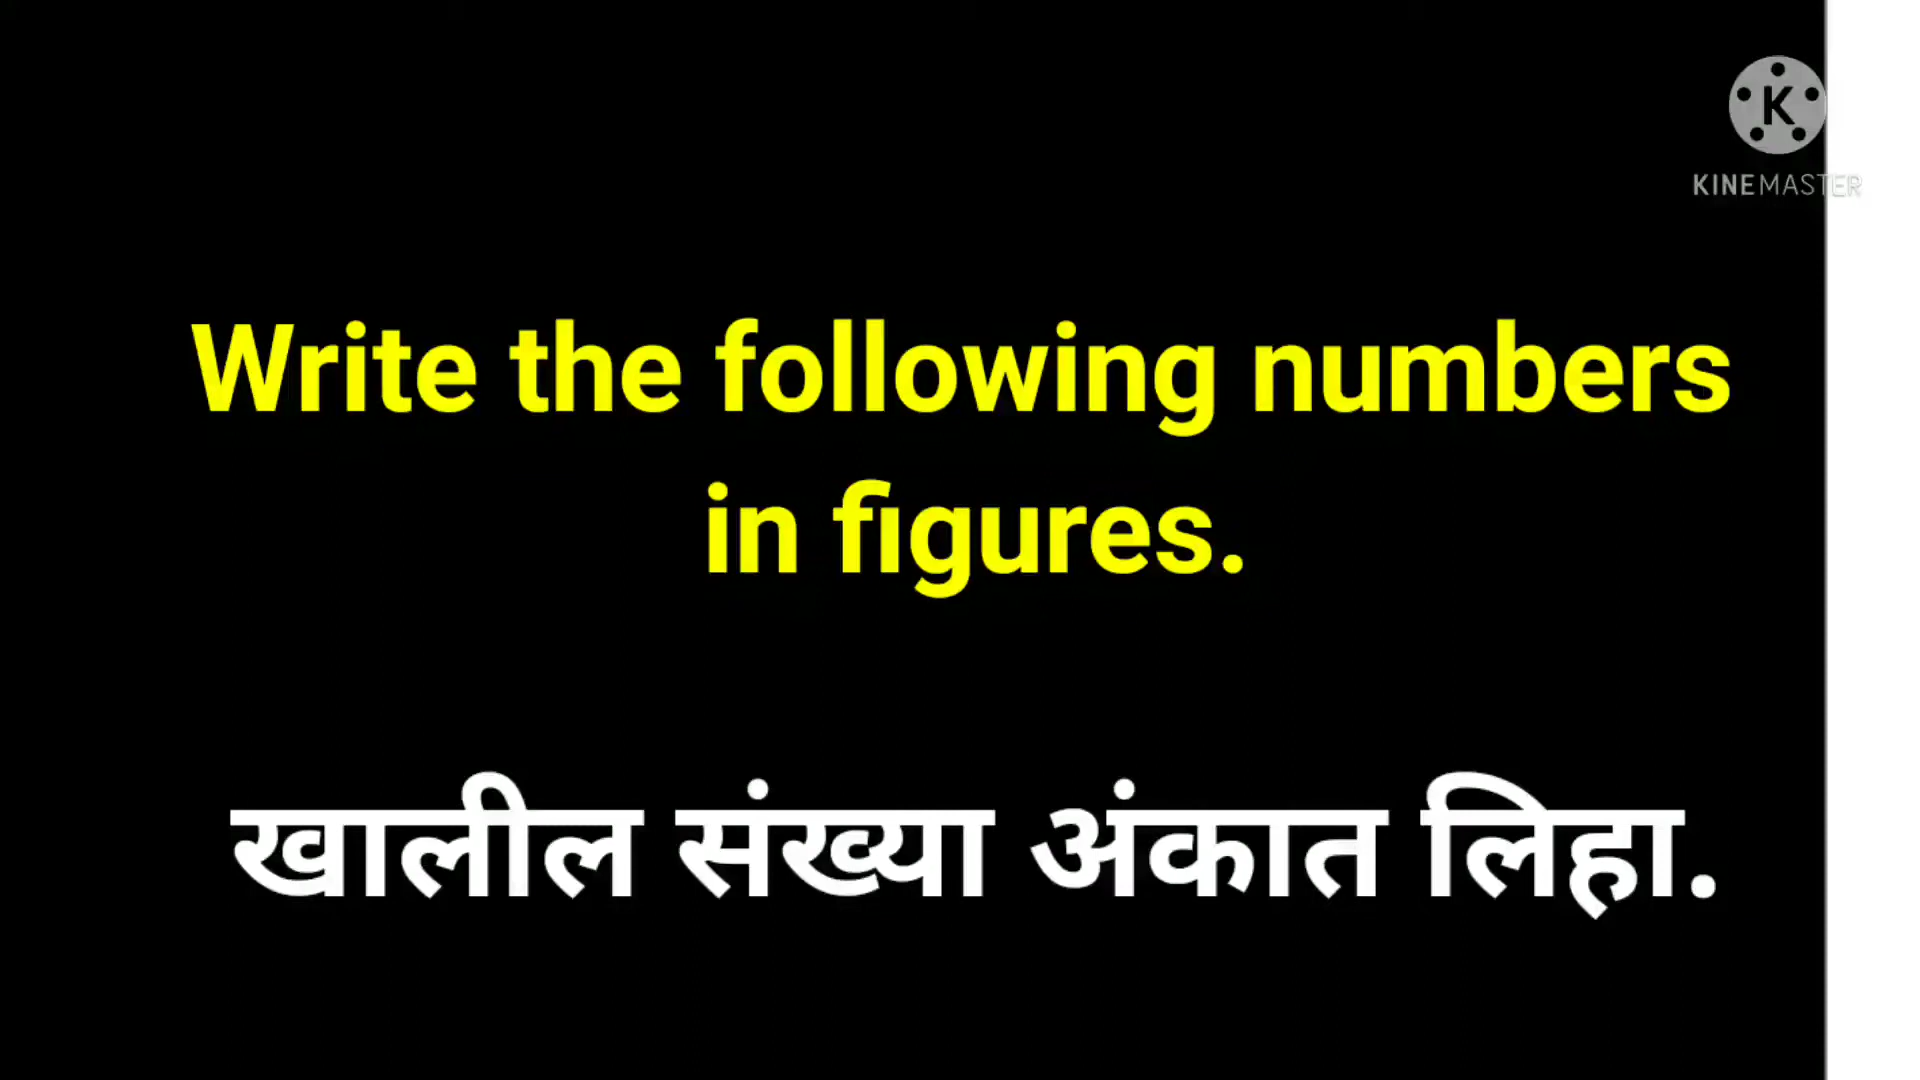 K
KINEMASTER
Write the following numbers
in figures.
खालील संख्या अंकात लिहा.